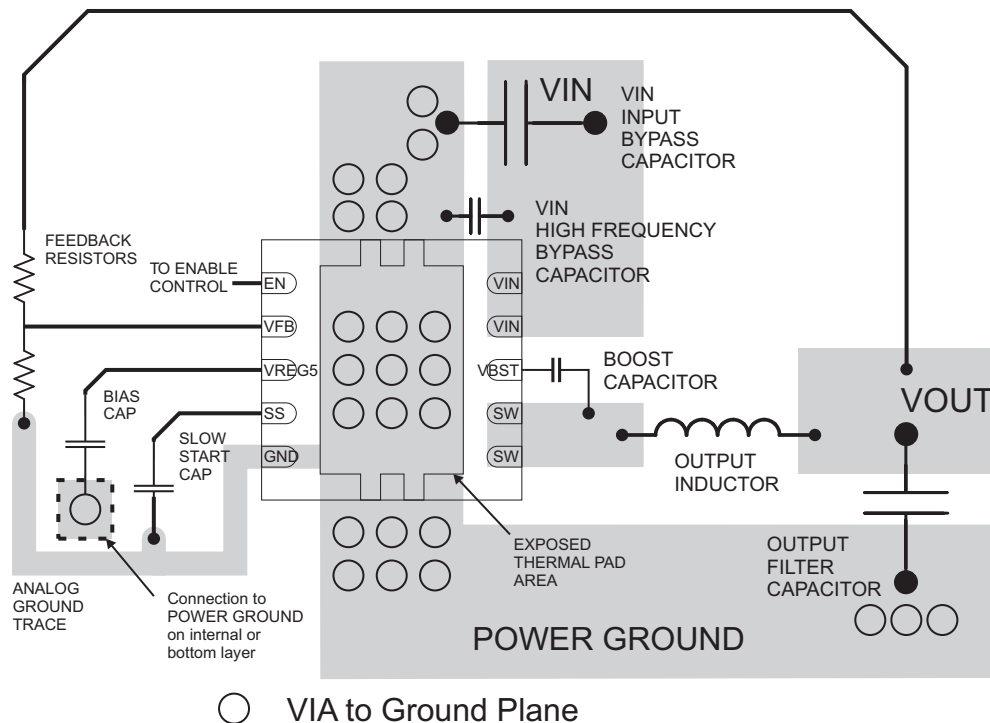 VIN
VIN
INPUT
BYPASS
CAPACITOR
VIN
HIGH FREQUENCY
BYPASS
CAPACITOR
FEEDBACK
RESISTORS
TO ENABLE
CONTROL
EN
VFB
VREG5
SS
GND
VIN
VIN
VBST
SW
SW
BOOST
CAPACITOR
VOUT
BIAS
CAP
SLOW
START
CAP
OUTPUT
INDUCTOR
EXPOSED
THERMAL PAD
AREA
OUTPUT
FILTER
CAPACITOR
ANALOG
GROUND
TRACE
Connection to
POWER GROUND
on internal or
bottom layer
POWER GROUND
VIA to Ground Plane